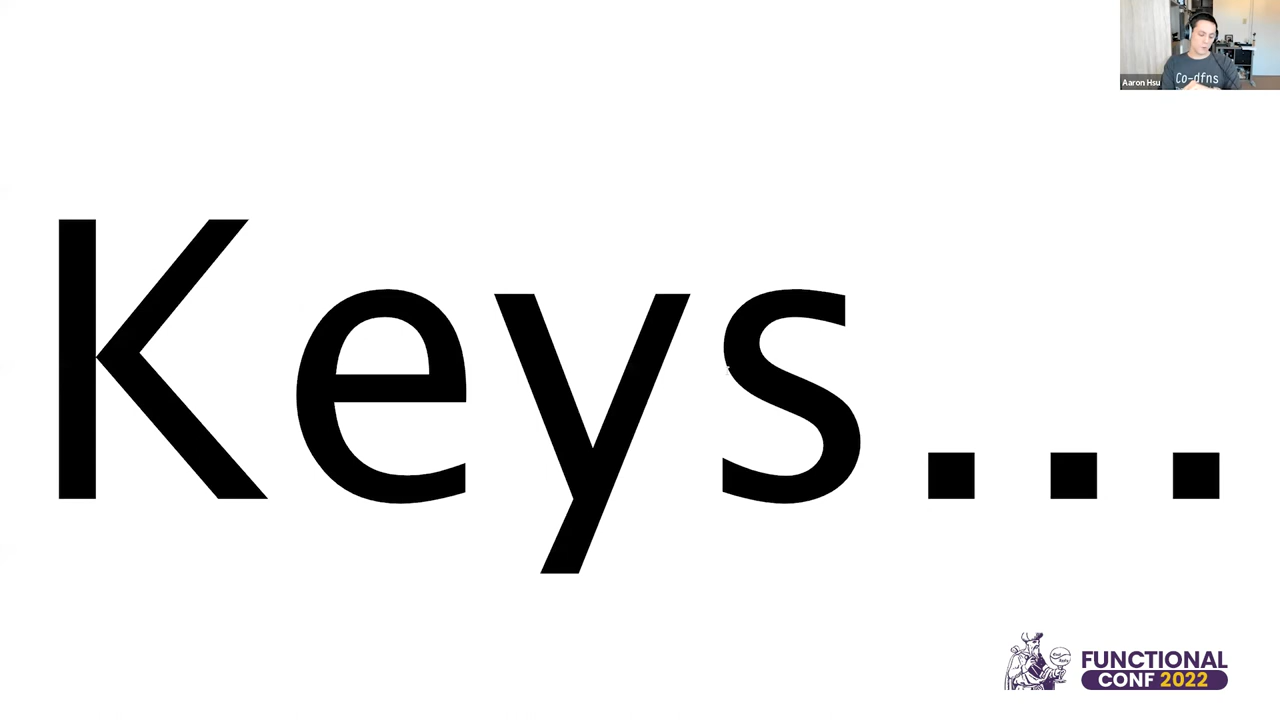 Co-dfns
Aaron Hsu
Keys...
FUNCTIONAL
CONF 2022